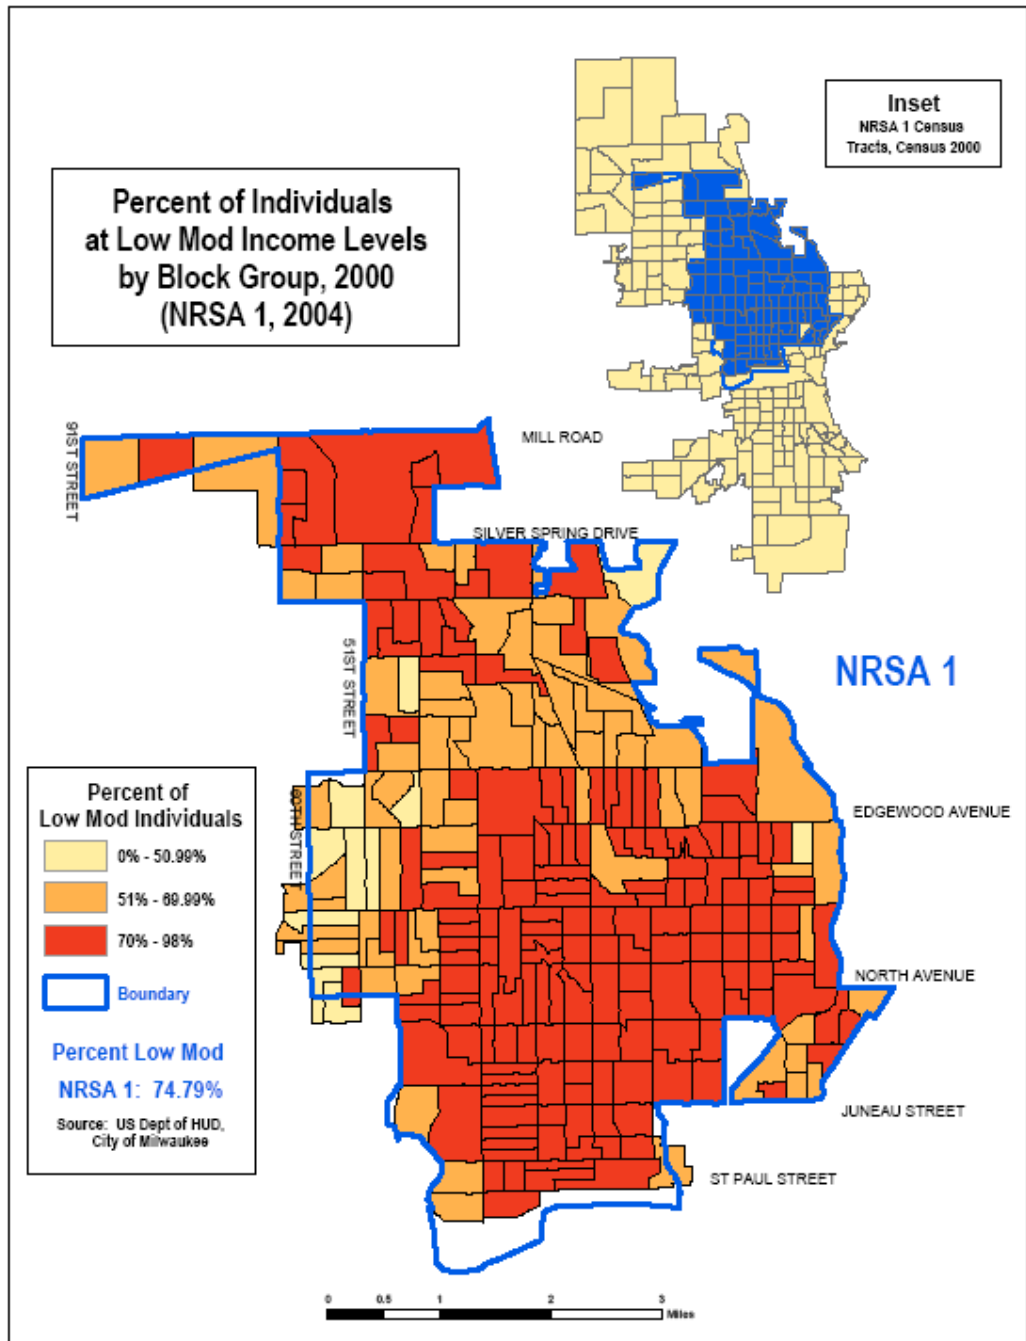 Inset
NRSA 1 Census
Tracts, Census 2000
Percent of Individuals
at Low Mod Income Levels
by Block Group, 2000
(NRSA 1, 2004)
91ST STREET
MILL ROAD
SILVER SPRING DRIVE
51ST STREET
NRSA 1
60TH STREET
EDGEWOOD AVENUE
Percent of
Low Mod Individuals
0% - 50.99%
51% - 69.99%
70% - 98%
Boundary
Percent Low Mod
NRSA 1: 74.79%
Source: US Dept of HUD,
City of Milwaukee
NORTH AVENUE
JUNEAU STREET
ST PAUL STREET
0 0.5 1 2 3
Miles